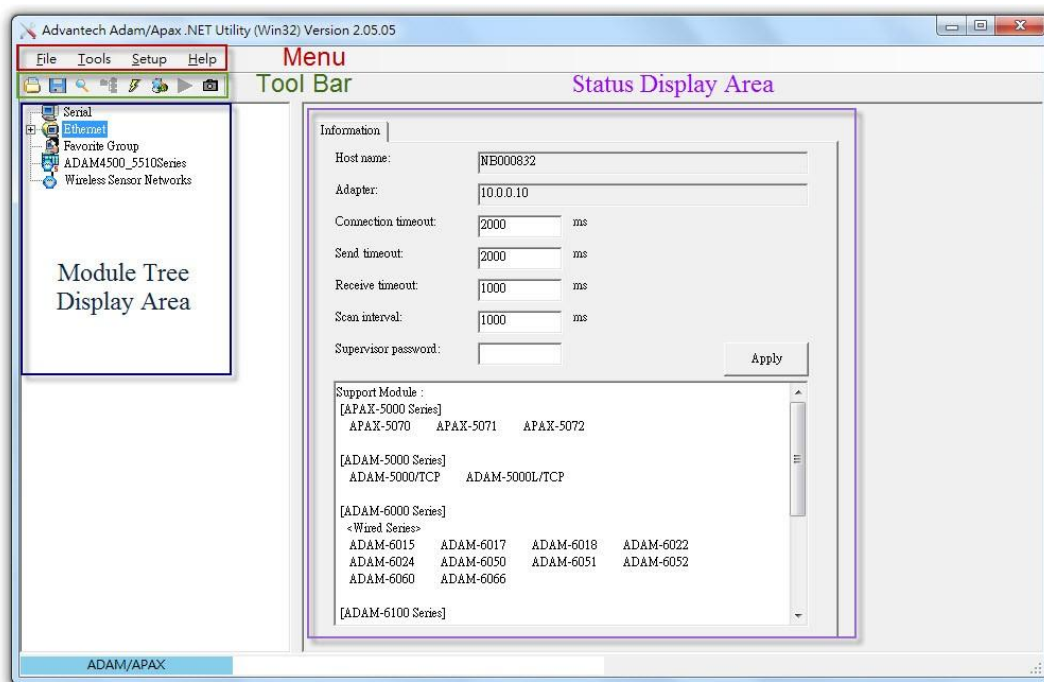 Advantech Adam/Apax .NET Utility (Win32) Version 2.05.05
File Tools Setup Help
Menu
Tool Bar
Status Display Area
Serial
Ethernet
Favorite Group
ADAM4500_5510Series
Wireless Sensor Networks
Module Tree
Display Area
Information
Host name: NB000832
Adapter: 10.0.0.10
Connection timeout: 2000 ms
Send timeout: 2000 ms
Receive timeout: 1000 ms
Scan interval: 1000 ms
Supervisor password:
Apply
Support Module :
[APAX-5000 Series]
APAX-5070 APAX-5071 APAX-5072
[ADAM-5000 Series]
ADAM-5000/TCP ADAM-5000L/TCP
[ADAM-6000 Series]
<Wired Series>
ADAM-6015 ADAM-6017 ADAM-6018 ADAM-6022
ADAM-6024 ADAM-6050 ADAM-6051 ADAM-6052
ADAM-6060 ADAM-6066
[ADAM-6100 Series]
ADAM/APAX